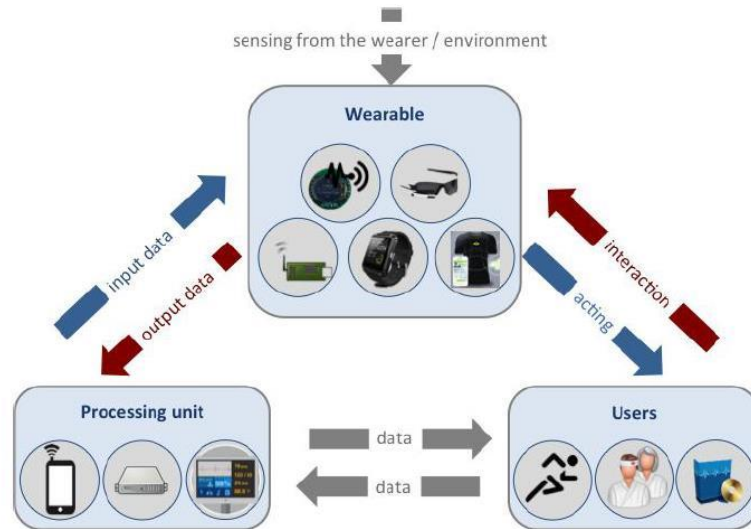 sensing from the wearer / environment
Wearable
input data
output data
interaction
acting
Processing unit
data
data
Users